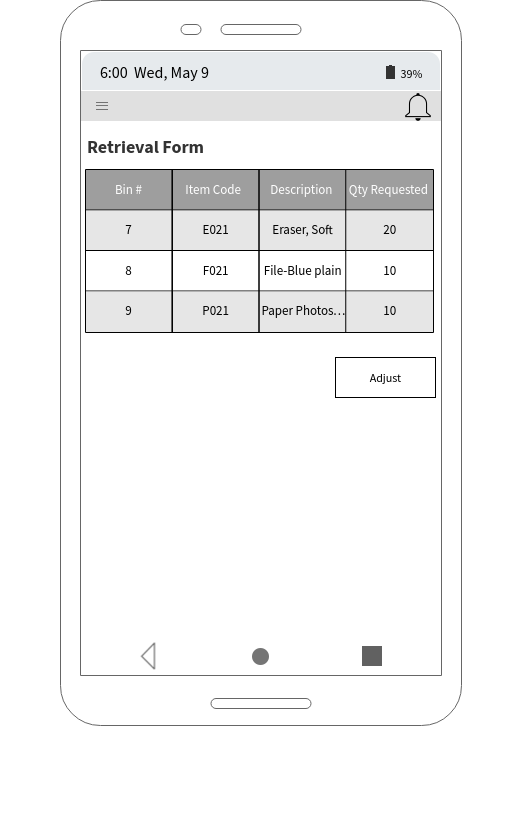 6:00 Wed, May 9 39%
Retrieval Form
Bin # Item Code Description Qty Requested
7 E021 Eraser, Soft 20
8 F021 File-Blue plain 10
9 P021 Paper Photos... 10
Adjust